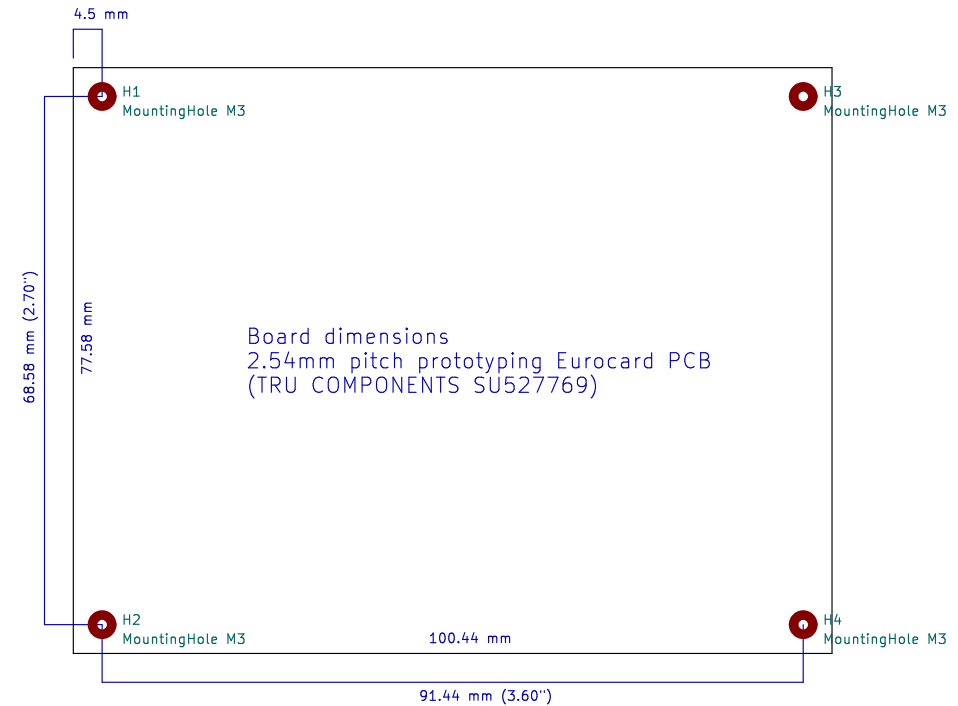 4.5 mm
H1
MountingHole M3
H3
MountingHole M3
68.58 mm (2.70")
77.58 mm
Board dimensions
2.54mm pitch prototyping Eurocard PCB
(TRU COMPONENTS SU527769)
H2
MountingHole M3
100.44 mm
H4
MountingHole M3
91.44 mm (3.60")